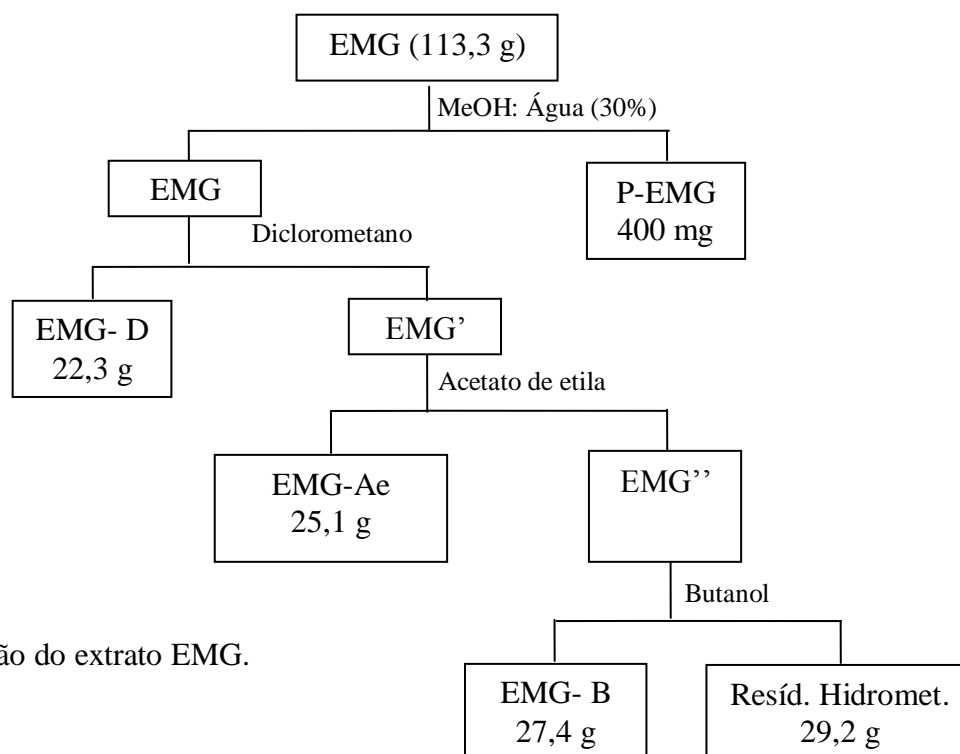 EMG (113,3 g)
MeOH: Água (30%)
EMG
P-EMG
400 mg
Diclorometano
EMG- D
22,3 g
EMG’
Acetato de etila
EMG-Ae
25,1 g
EMG’’
Butanol
ão do extrato EMG.
EMG- B
27,4 g
Resíd. Hidromet.
29,2 g